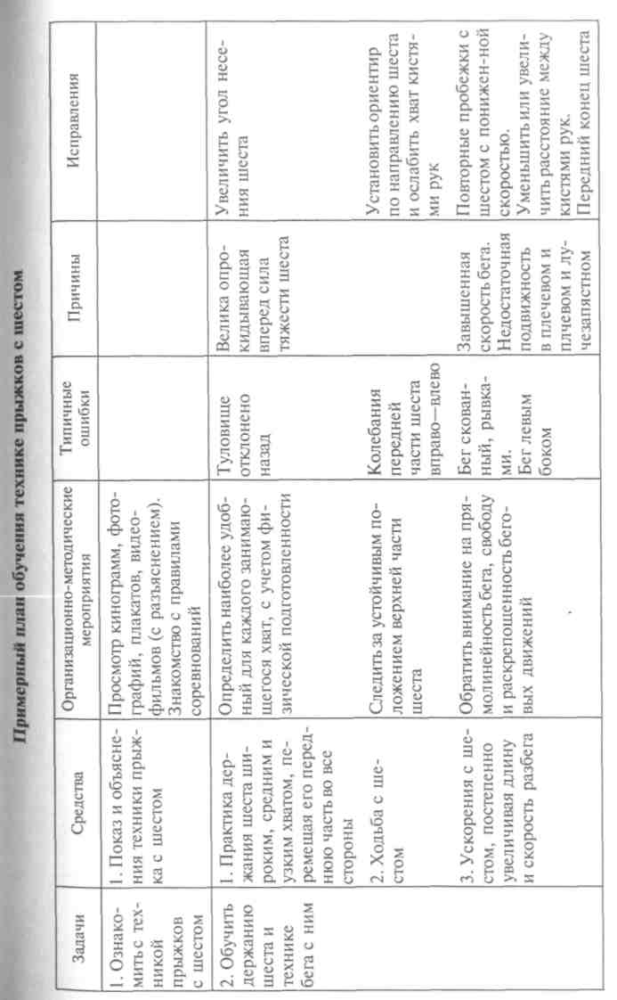 Примерный план обучения технике прыжков с шестом
Задачи
Средства
Организационно-методические
мероприятия
Типичные
ошибки
Причины
Исправления
1. Ознако-
мить с тех-
никой
прыжков
с шестом
1. Показ и объясне-
ния техники прыж-
ка с шестом
Просмотр кинограмм, фото-
графий, плакатов, видео-
фильмов (с разъяснением).
Знакомство с правилами
соревнований
2. Обучить
держанию
шеста и
технике
бега с ним
1. Практика дер-
жания шеста ши-
роким, средним и
узким хватом, пе-
ремещая его перед-
нюю часть во все
стороны
Определить наиболее удоб-
ный для каждого занимаю-
щегося хват, с учетом фи-
зической подготовленности
Туловище
отклонено
назад
Велика опро-
кидывающая
вперед сила
тяжести шеста
Увеличить угол несе-
ния шеста
2. Ходьба с ше-
стом
Следить за устойчивым по-
ложением верхней части
шеста
Колебания
передней
части шеста
вправо—влево
Установить ориентир
по направлению шеста
и ослабить хват кистя-
ми рук
3. Ускорения с ше-
стом, постепенно
увеличивая длину
и скорость разбега
Обратить внимание на пря-
молинейность бега, свободу
и раскрепощенность бего-
вых движений
Бег скован-
ный, рывка-
ми.
Бег левым
боком
Завышенная
скорость бега.
Недостаточная
подвижность
в плечевом и
плчевом и лу-
чезапястном
Повторные пробежки с
шестом с понижен-ной
скоростью.
Уменьшить или увели-
чить расстояние между
кистями рук.
Передний конец шеста